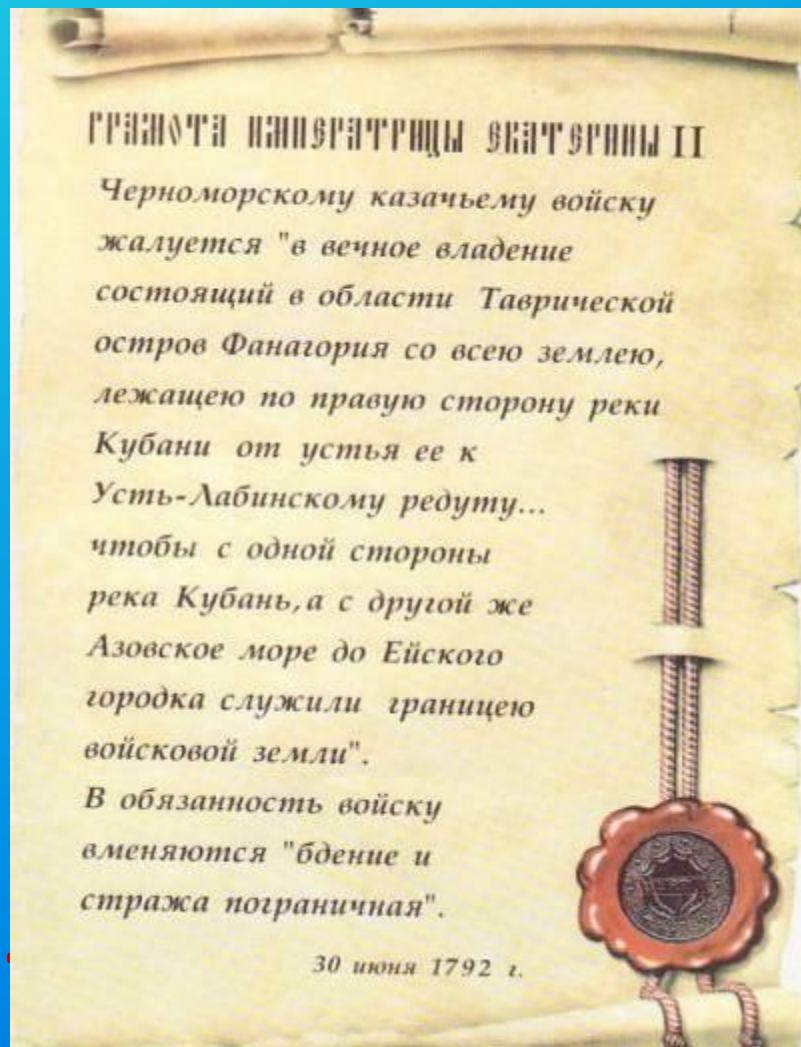 ГРАМОТА ИМПЕРАТРИЦЫ ЕКАТЕРИНЫ II
Черноморскому казачьему войску
жалуется "в вечное владение
состоящий в области Таврической
остров Фанагория со всею землею,
лежащею по правую сторону реки
Кубани от устья ее к
Усть-Лабинскому редуту...
чтобы с одной стороны
река Кубань,а с другой же
Азовское море до Ейского
городка служили границею
войсковой земли".
В обязанность войску
вменяются "бдение и
стража пограничная".
30 июня 1792 г.